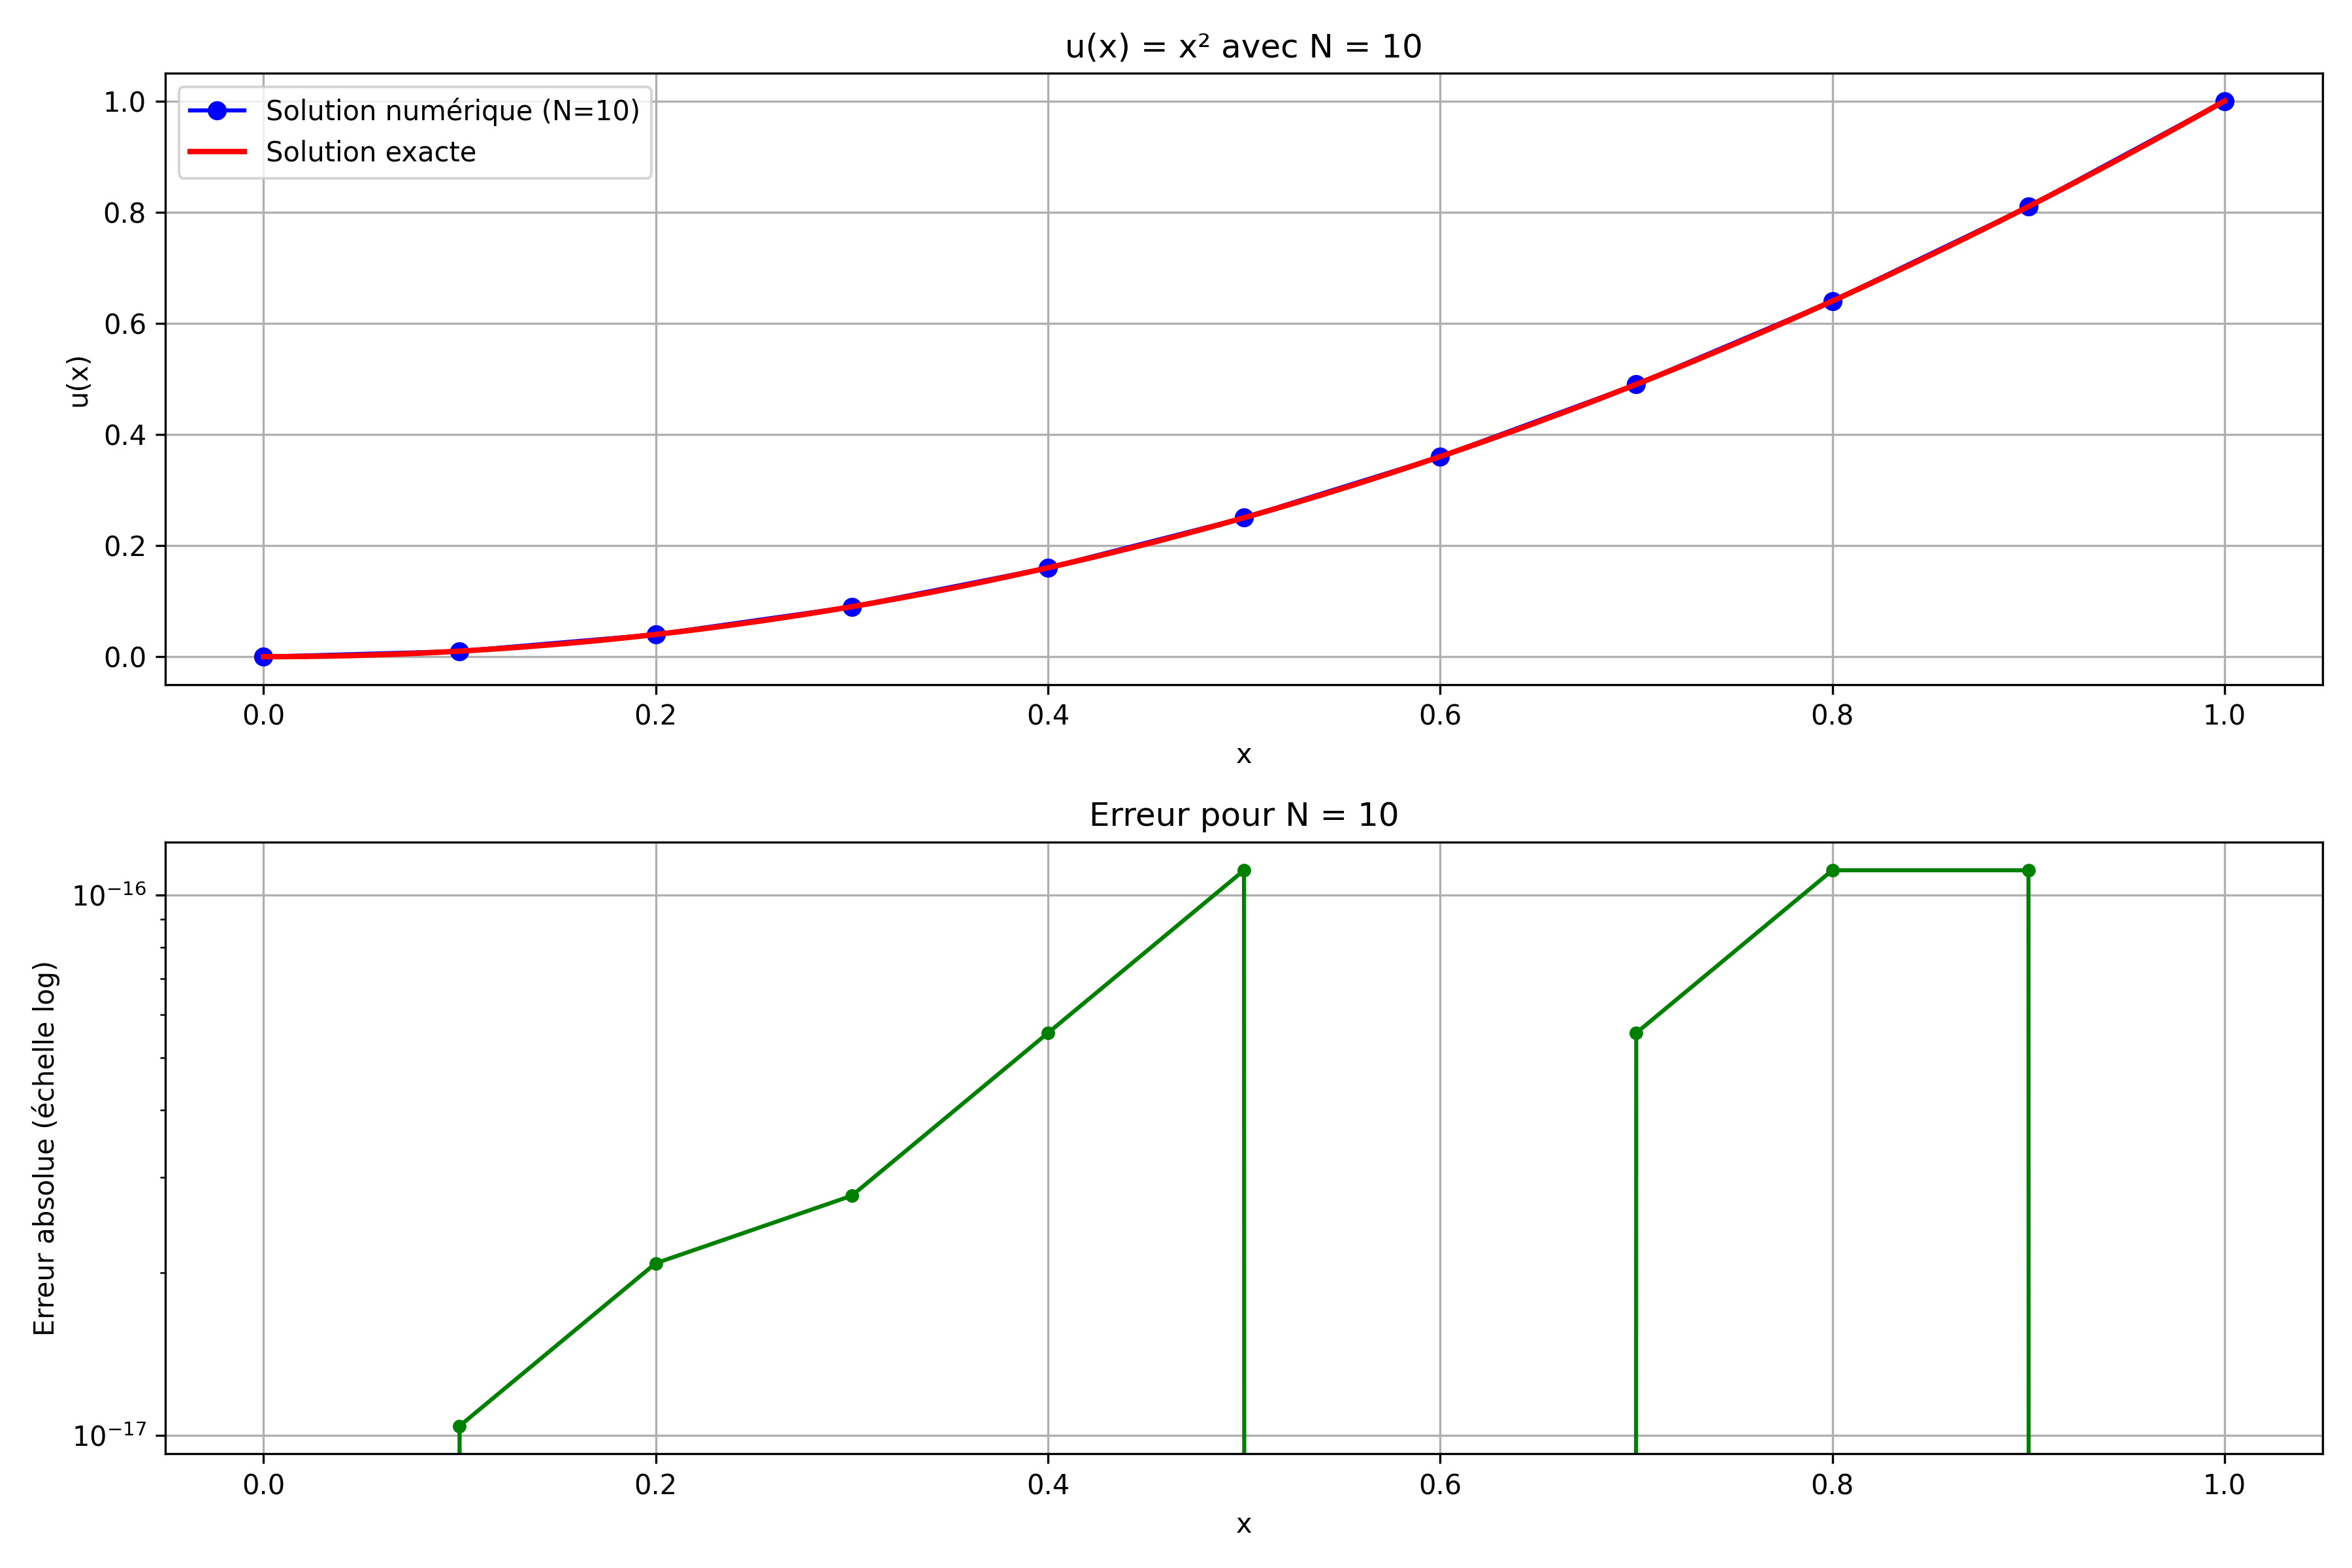 u(x) = x² avec N = 10
Solution numérique (N=10)
Solution exacte
1.0
0.8
0.6
0.4
0.2
0.0
u(x)
0.0 0.2 0.4 0.6 0.8 1.0
x
Erreur pour N = 10
10⁻¹⁶
10⁻¹⁷
Erreur absolue (échelle log)
0.0 0.2 0.4 0.6 0.8 1.0
x